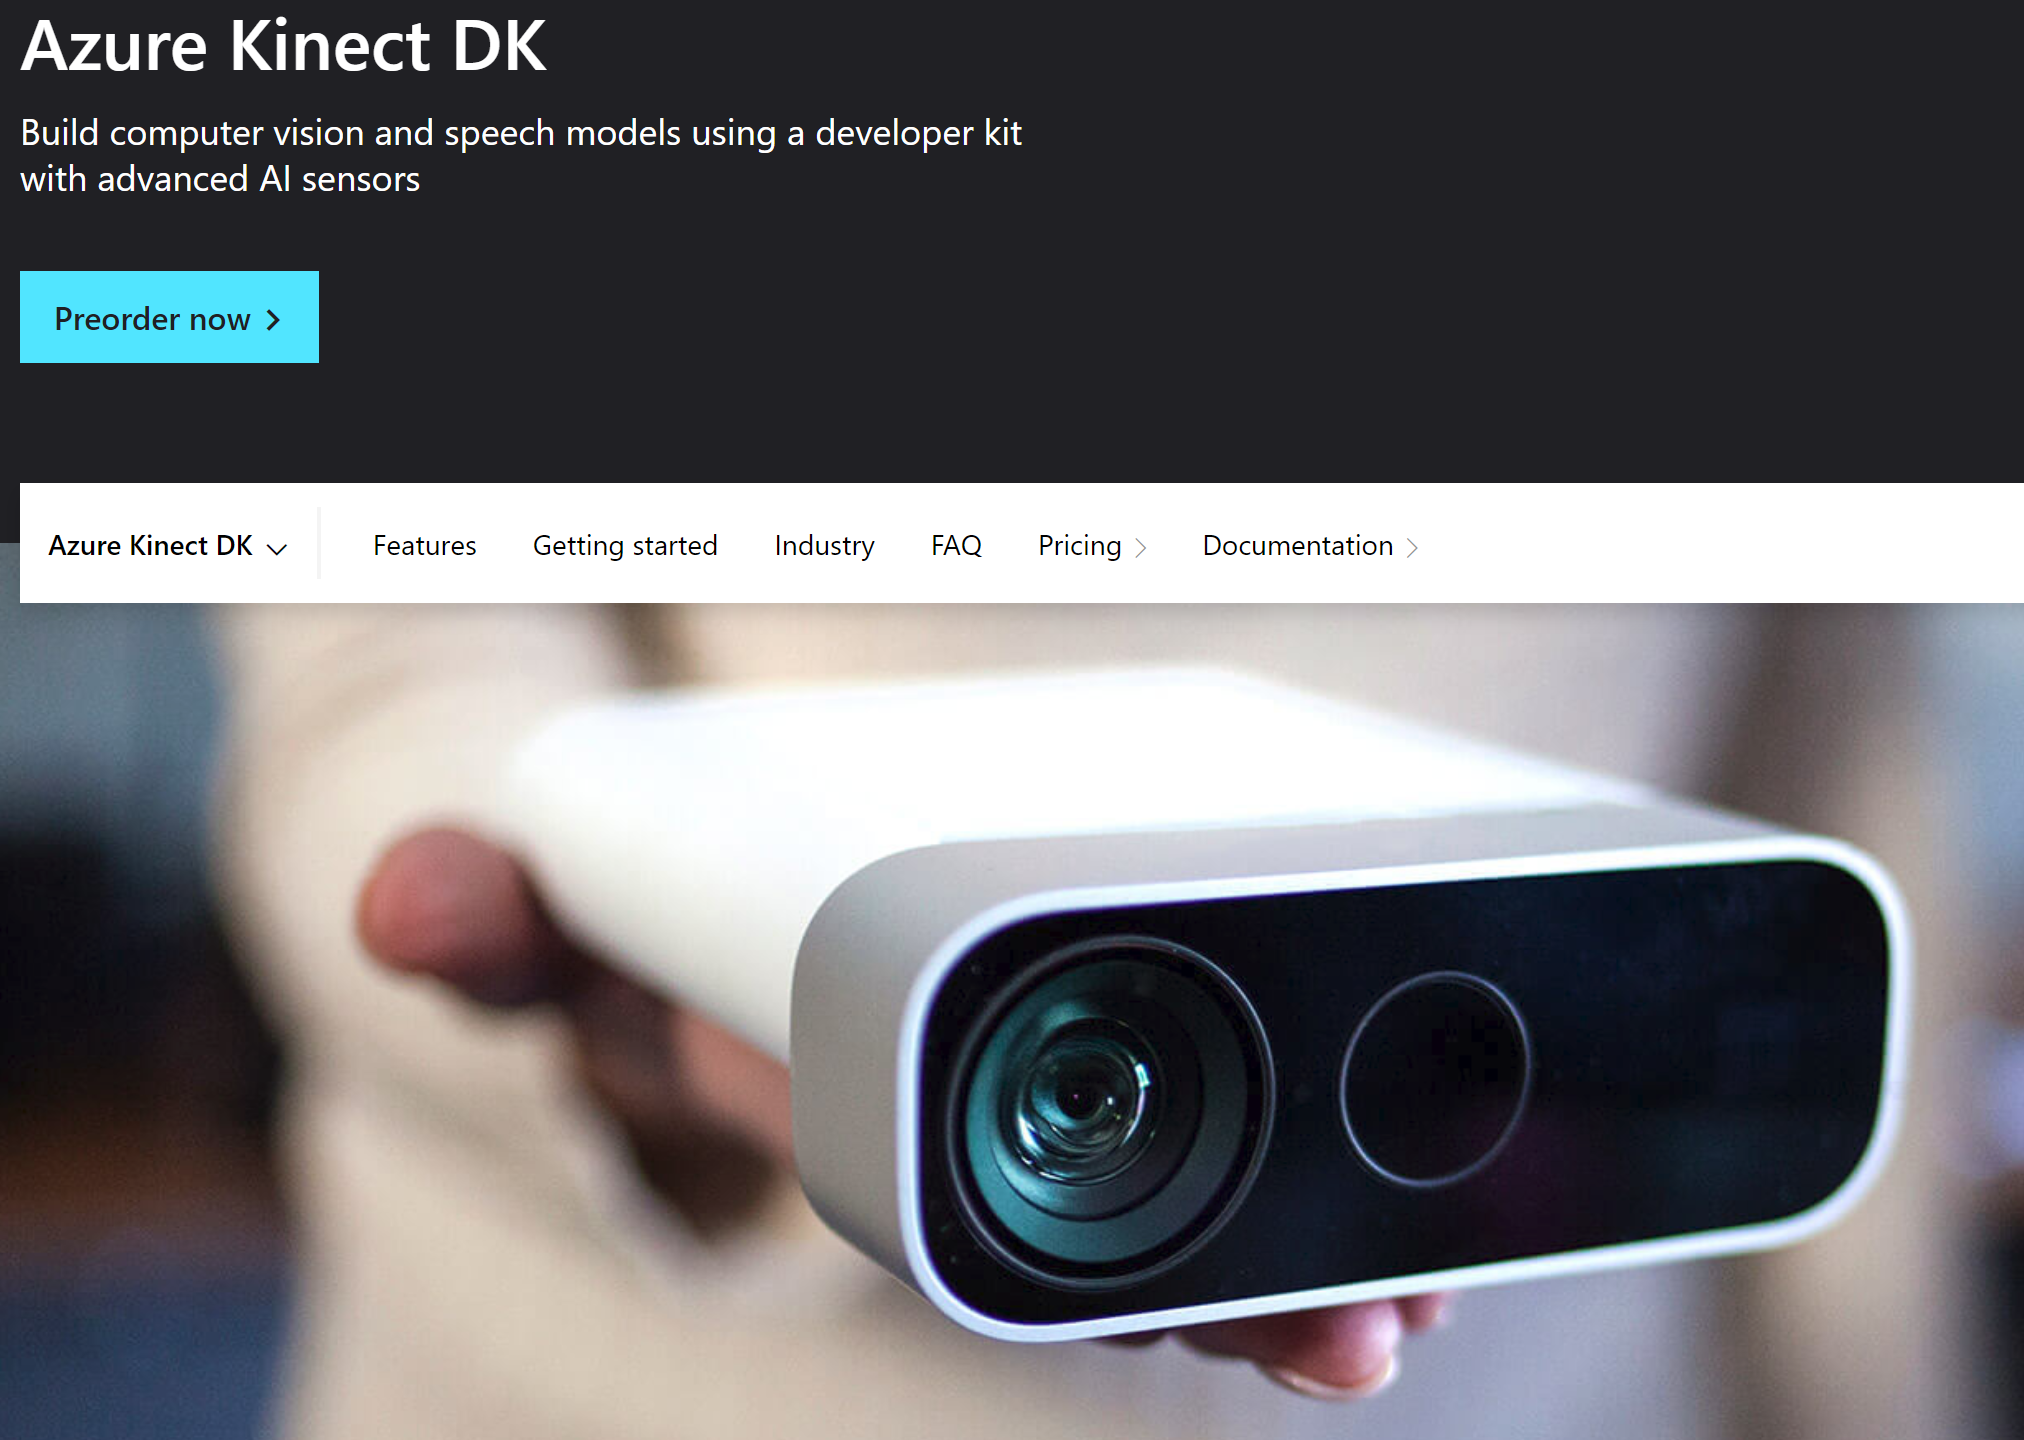 Azure Kinect DK
Build computer vision and speech models using a developer kit
with advanced AI sensors
Preorder now
Azure Kinect DK
Features
Getting started
Industry
FAQ
Pricing
Documentation